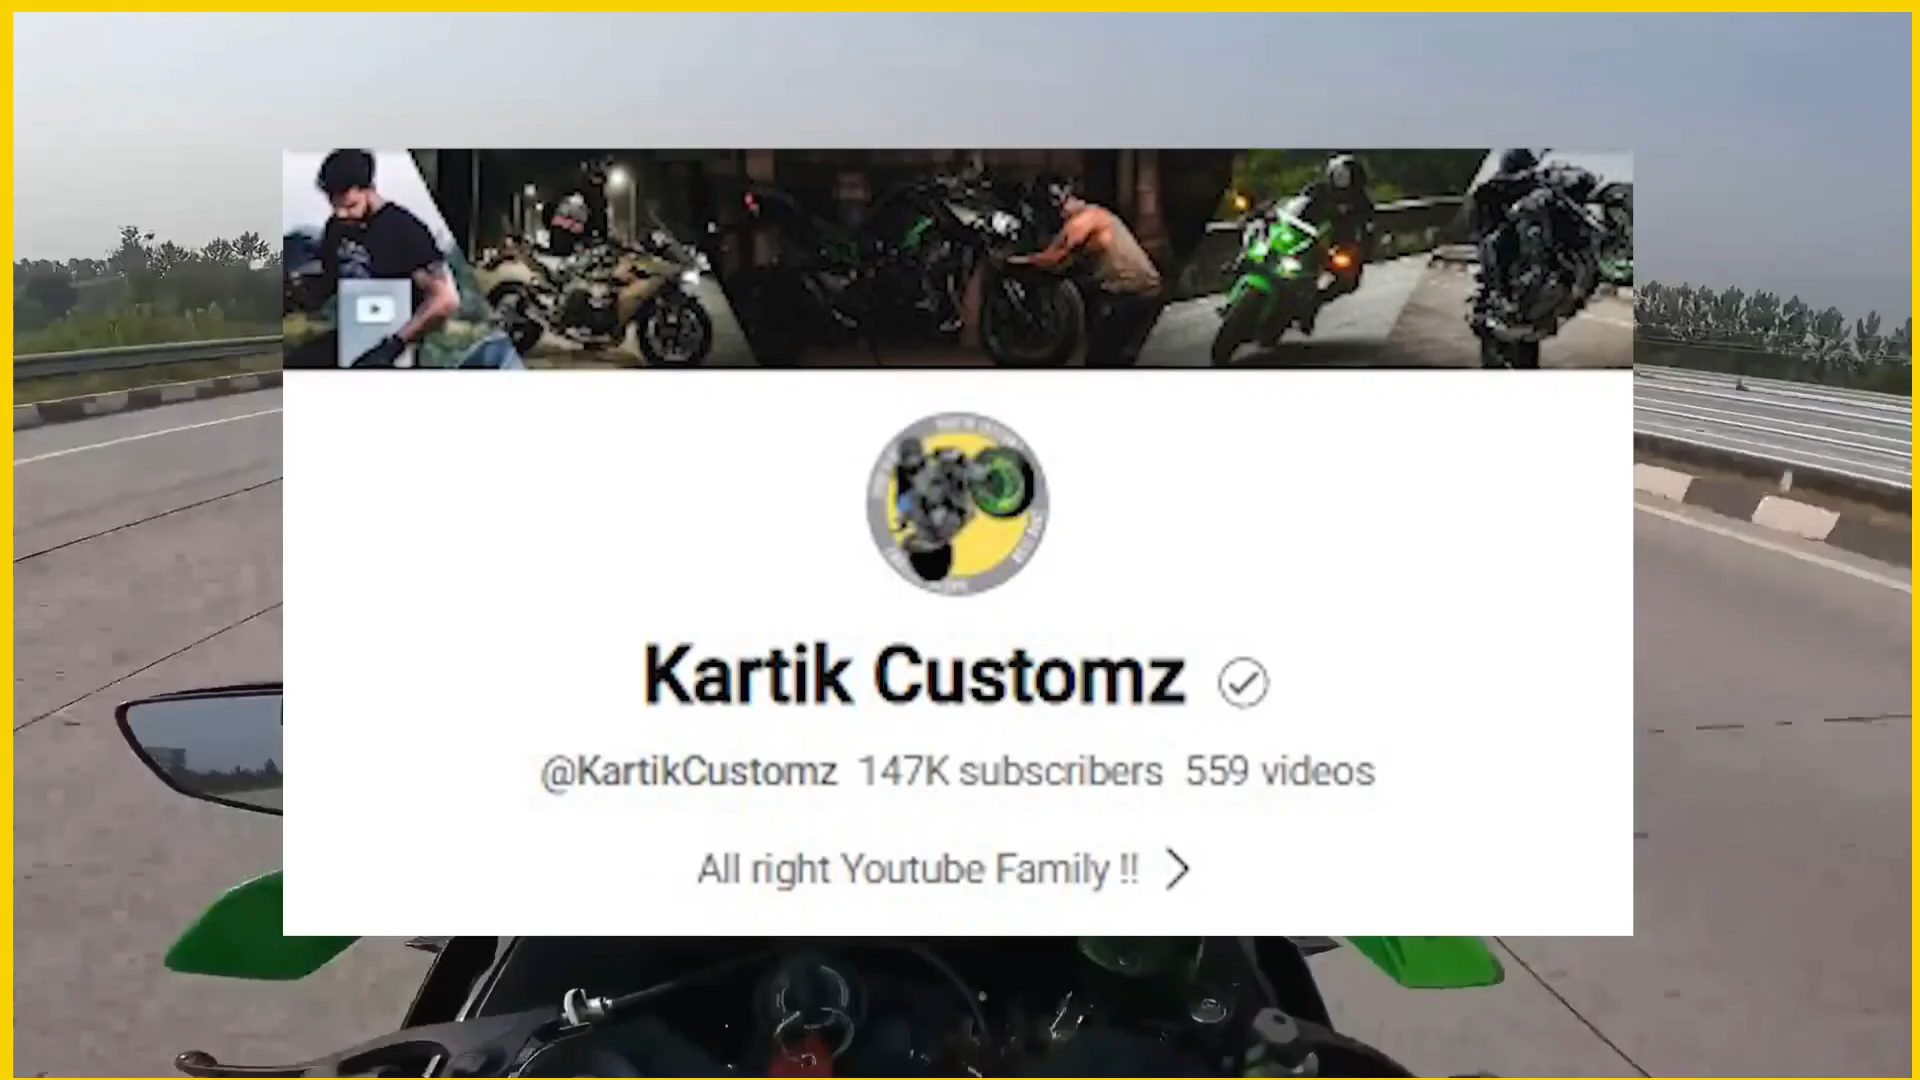 Kartik Customz
@KartikCustomz 147K subscribers 559 videos
All right Youtube Family !!